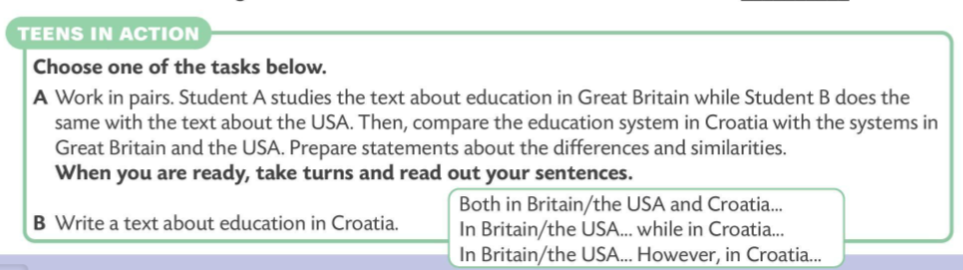 TEENS IN ACTION
Choose one of the tasks below.
A Work in pairs. Student A studies the text about education in Great Britain while Student B does the
same with the text about the USA. Then, compare the education system in Croatia with the systems in
Great Britain and the USA. Prepare statements about the differences and similarities.
When you are ready, take turns and read out your sentences.
B Write a text about education in Croatia.
Both in Britain/the USA and Croatia...
In Britain/the USA... while in Croatia...
In Britain/the USA... However, in Croatia...